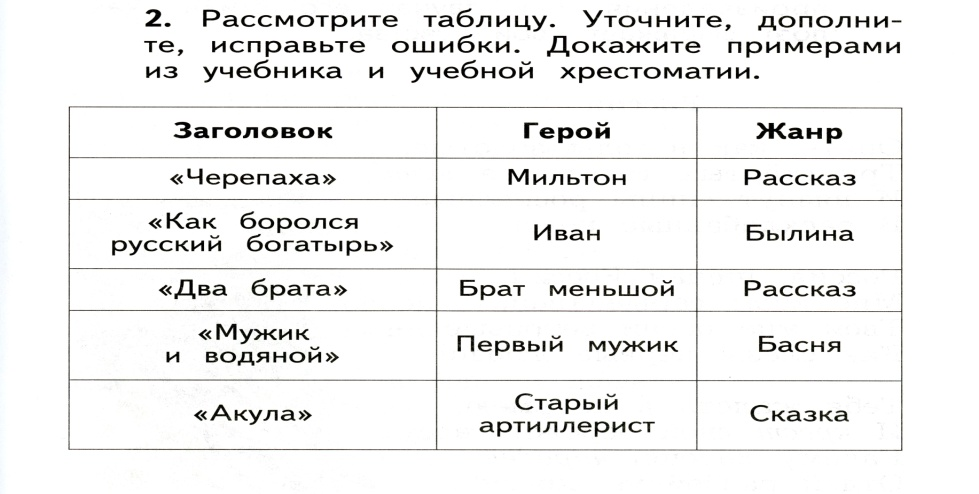 2. Рассмотрите таблицу. Уточните, дополни-
те, исправьте ошибки. Докажите примерами
из учебника и учебной хрестоматии.
Заголовок Герой Жанр
«Черепаха» Мильтон Рассказ
«Как боролся
русский богатырь» Иван Былина
«Два брата» Брат меньшой Рассказ
«Мужик
и водяной» Первый мужик Басня
«Акула» Старый
артиллерист Сказка